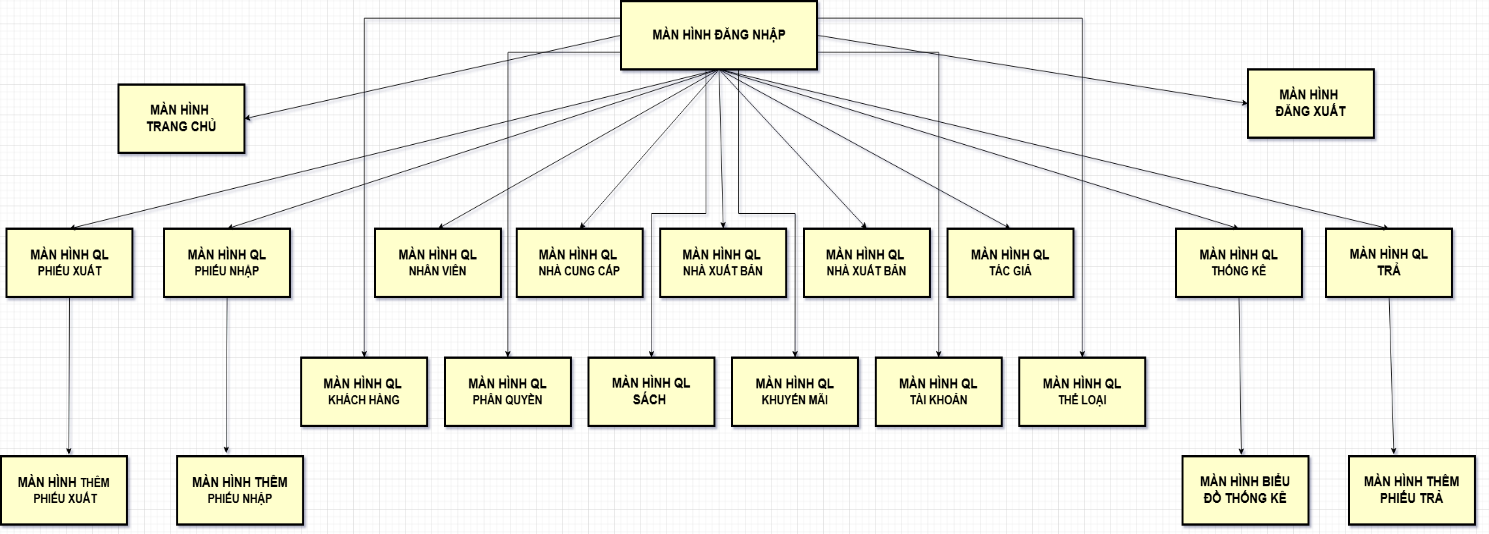 MÀN HÌNH ĐĂNG NHẬP
MÀN HÌNH
TRANG CHỦ
MÀN HÌNH
ĐĂNG XUẤT
MÀN HÌNH QL
PHIẾU XUẤT
MÀN HÌNH QL
PHIẾU NHẬP
MÀN HÌNH QL
NHÂN VIÊN
MÀN HÌNH QL
NHÀ CUNG CẤP
MÀN HÌNH QL
NHÀ XUẤT BẢN
MÀN HÌNH QL
NHÀ XUẤT BẢN
MÀN HÌNH QL
TÁC GIẢ
MÀN HÌNH QL
THỐNG KÊ
MÀN HÌNH QL
TRẢ
MÀN HÌNH QL
KHÁCH HÀNG
MÀN HÌNH QL
PHÂN QUYỀN
MÀN HÌNH QL
SÁCH
MÀN HÌNH QL
KHUYẾN MÃI
MÀN HÌNH QL
TÀI KHOẢN
MÀN HÌNH QL
THỂ LOẠI
MÀN HÌNH THÊM
PHIẾU XUẤT
MÀN HÌNH THÊM
PHIẾU NHẬP
MÀN HÌNH BIỂU
ĐỒ THỐNG KÊ
MÀN HÌNH THÊM
PHIẾU TRẢ